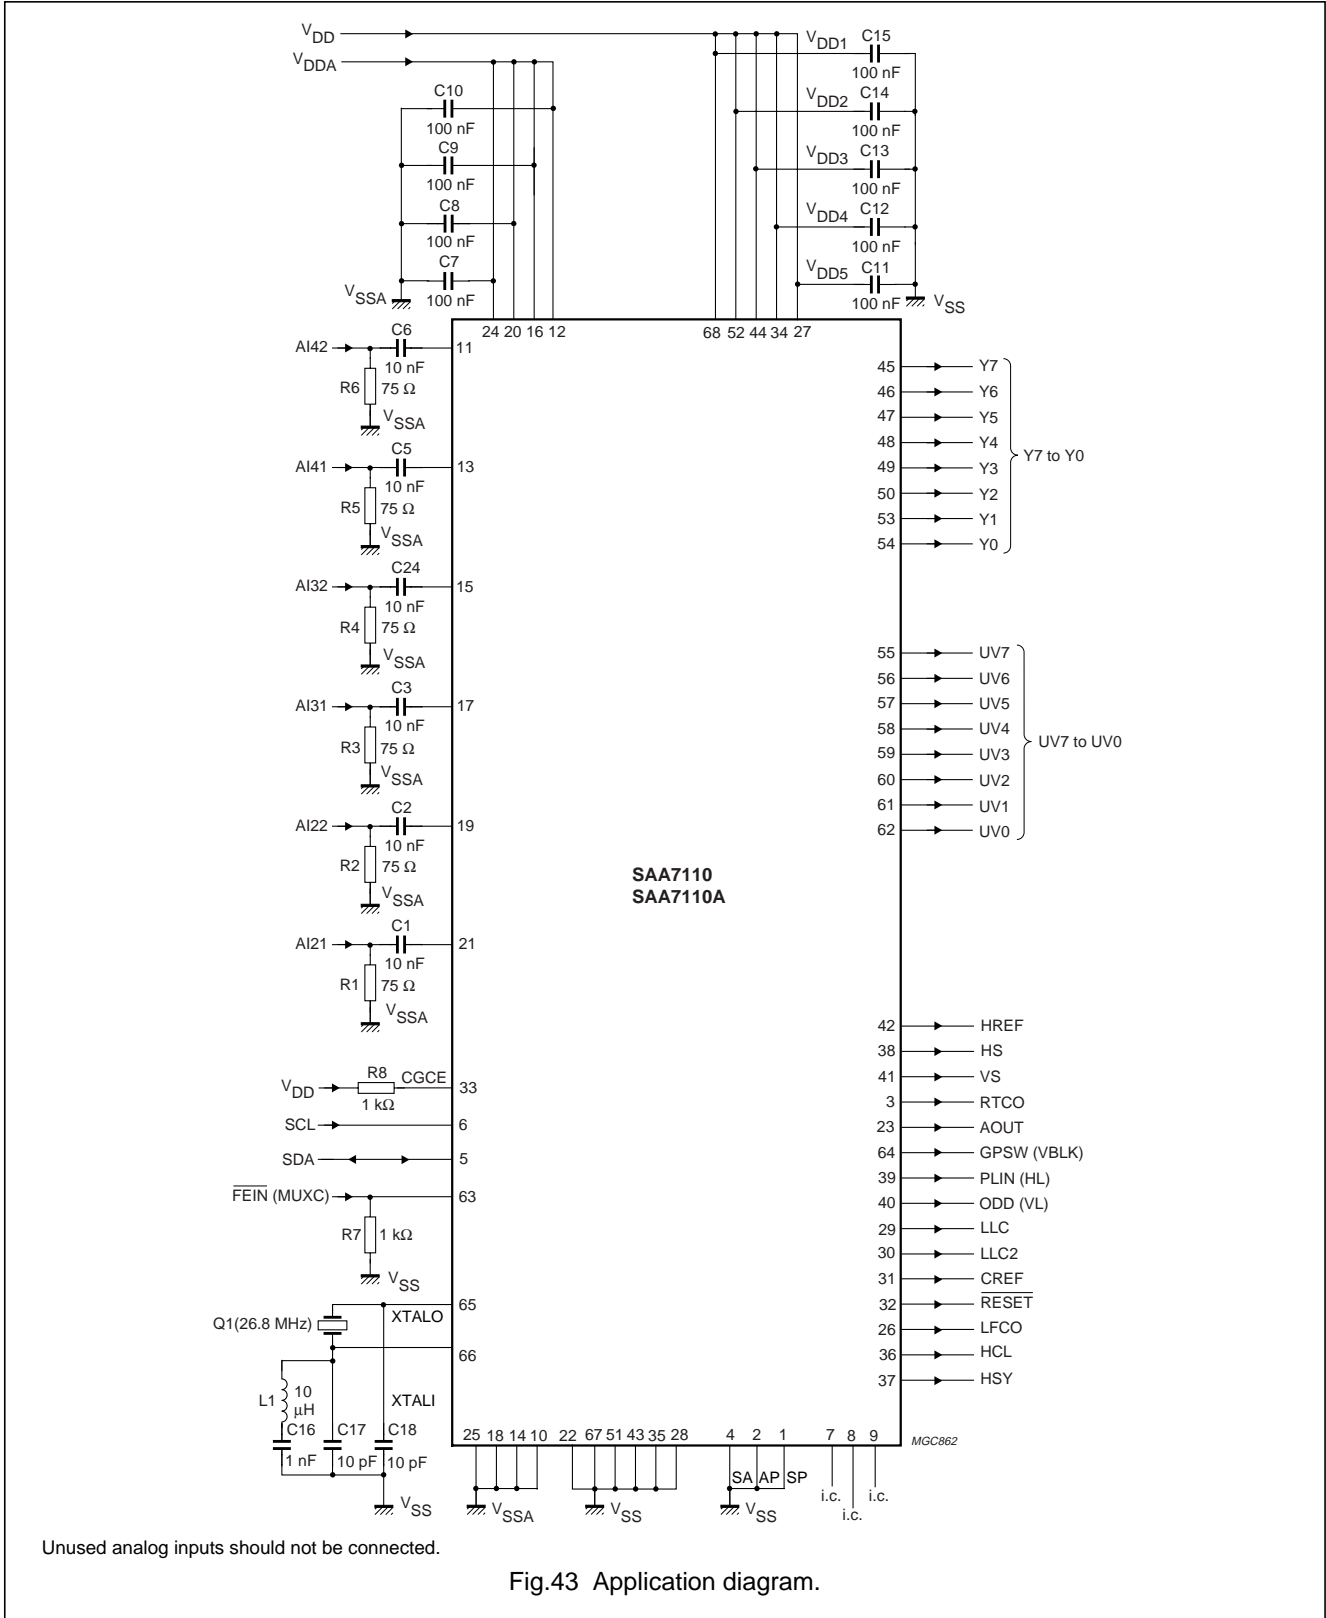 VDD
VDDA
C10
100 nF
C9
100 nF
C8
100 nF
C7
100 nF
VSSA
VDD1 C15
100 nF
VDD2 C14
100 nF
VDD3 C13
100 nF
VDD4 C12
100 nF
VDD5 C11
100 nF
VSS
24 20 16 12
68 52 44 34 27
AI42
C6
10 nF
11
R6
75 Ω
VSSA
AI41
C5
10 nF
13
R5
75 Ω
VSSA
AI32
C24
10 nF
15
R4
75 Ω
VSSA
AI31
C3
10 nF
17
R3
75 Ω
VSSA
AI22
C2
10 nF
19
R2
75 Ω
VSSA
AI21
C1
10 nF
21
R1
75 Ω
VSSA
VDD
R8
1 kΩ
CGCE
33
SCL
6
SDA
5
FEIN (MUXC)
63
R7
1 kΩ
VSS
65
XTALO
Q1(26.8 MHz)
66
XTALI
L1
10
μH
C16
1 nF
C17
10 pF
C18
10 pF
VSS
SAA7110
SAA7110A
45 Y7
46 Y6
47 Y5
48 Y4
49 Y3
50 Y2
53 Y1
54 Y0
Y7 to Y0
55 UV7
56 UV6
57 UV5
58 UV4
59 UV3
60 UV2
61 UV1
62 UV0
UV7 to UV0
42 HREF
38 HS
41 VS
3 RTCO
23 AOUT
64 GPSW (VBLK)
39 PLIN (HL)
40 ODD (VL)
29 LLC
30 LLC2
31 CREF
32 RESET
26 LFCO
36 HCL
37 HSY
25 18 14 10
VSSA
22 67 51 43 35 28
VSS
4 2 1
SA AP SP
VSS
7 8 9
i.c.
i.c.
i.c.
MGC862
Unused analog inputs should not be connected.
Fig.43 Application diagram.